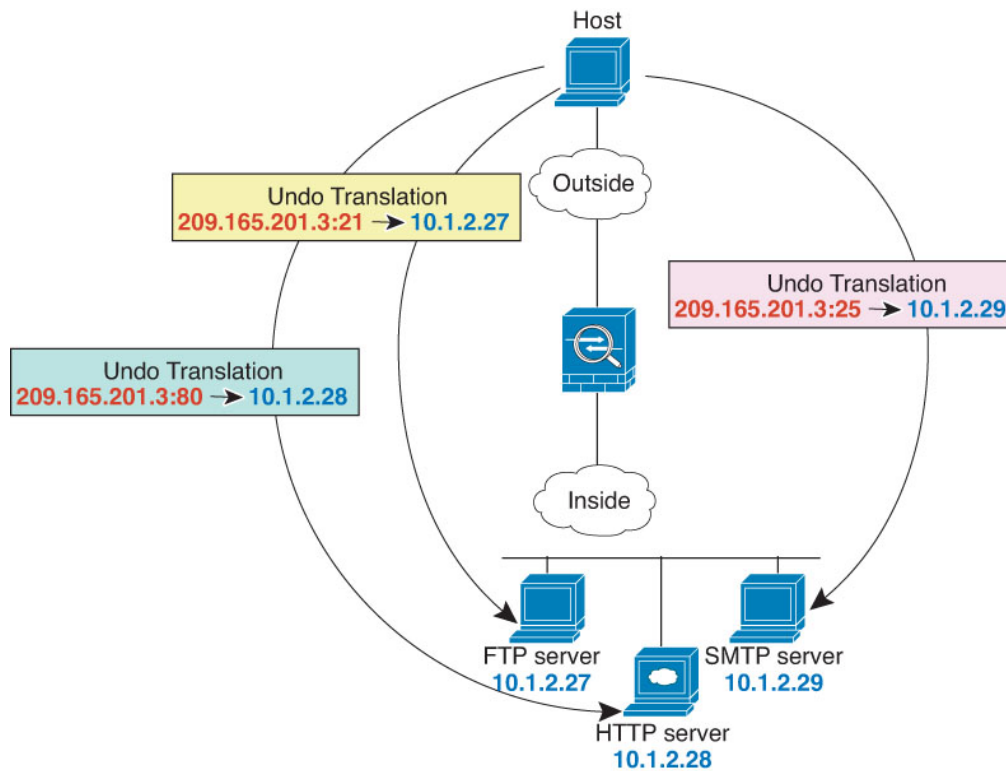 Host
Outside
Undo Translation
209.165.201.3:21 → 10.1.2.27
Undo Translation
209.165.201.3:25 → 10.1.2.29
Undo Translation
209.165.201.3:80 → 10.1.2.28
Inside
FTP server
10.1.2.27
SMTP server
10.1.2.29
HTTP server
10.1.2.28